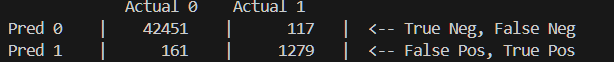 Actual 0    Actual 1
Pred 0    |    42451    |    117    |  <-- True Neg, False Neg
Pred 1    |    161    |    1279    |  <-- False Pos, True Pos